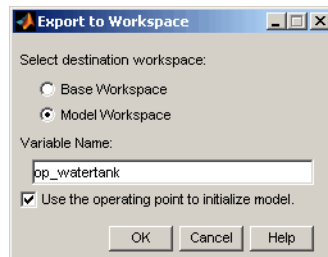 Export to Workspace
Select destination workspace:
Base Workspace
Model Workspace
Variable Name:
op_watertank
Use the operating point to initialize model.
OK Cancel Help